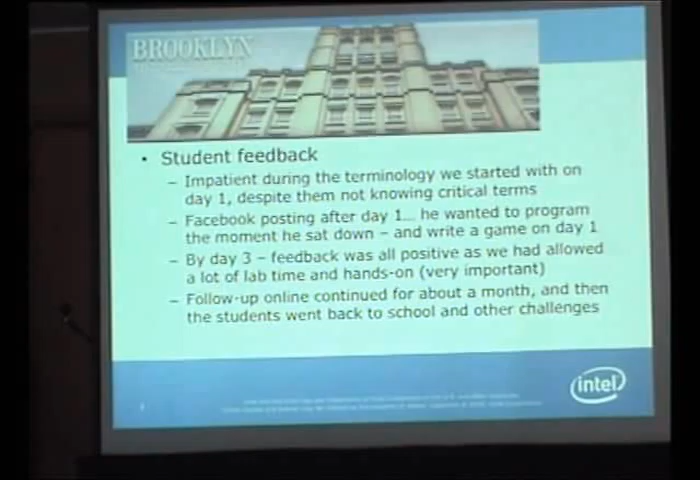 BROOKLYN
• Student feedback
– Impatient during the terminology we started with on
day 1, despite them not knowing critical terms
– Facebook posting after day 1... he wanted to program
the moment he sat down – and write a game on day 1
– By day 3 – feedback was all positive as we had allowed
a lot of lab time and hands-on (very important)
– Follow-up online continued for about a month, and then
the students went back to school and other challenges
intel